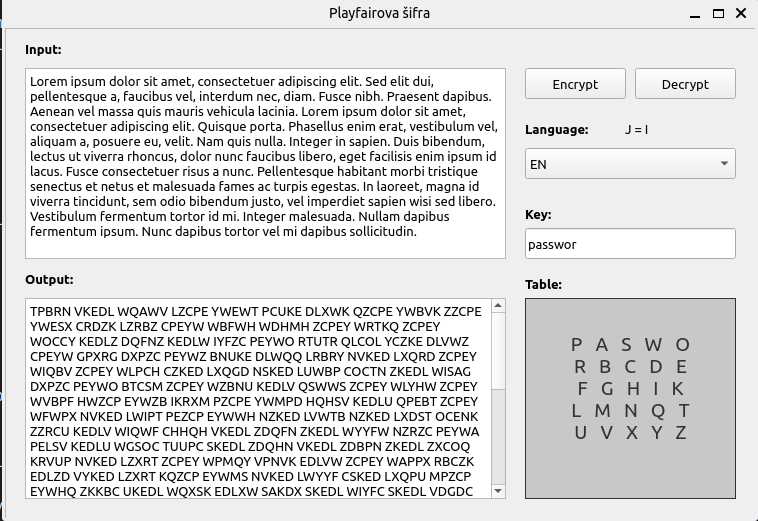 Playfairova šifra
Input:
Lorem ipsum dolor sit amet, consectetuer adipiscing elit. Sed elit dui,
pellentesque a, faucibus vel, interdum nec, diam. Fusce nibh. Praesent dapibus.
Aenean vel massa quis mauris vehicula lacinia. Lorem ipsum dolor sit amet,
consectetuer adipiscing elit. Quisque porta. Phasellus enim erat, vestibulum vel,
aliquam a, posuere eu, velit. Nam quis nulla. Integer in sapien. Duis bibendum,
lectus ut viverra rhoncus, dolor nunc faucibus libero, eget facilisis enim ipsum id
lacus. Fusce consectetuer risus a nunc. Pellentesque habitant morbi tristique
senectus et netus et malesuada fames ac turpis egestas. In laoreet, magna id
viverra tincidunt, sem odio bibendum justo, vel imperdiet sapien wisi sed libero.
Vestibulum fermentum tortor id mi. Integer malesuada. Nullam dapibus
fermentum ipsum. Nunc dapibus tortor vel mi dapibus sollicitudin.
Encrypt Decrypt
Language: J = I
EN
Key:
passwor
Output:
TPBRN VKEDL WQAWV LZCPE YWEWT PCUKE DLXWK QZCPE YWBVK ZZCPE
YWESX CRDZK LZRBZ CPEYW WBFWH WDHMH ZCPEY WRTKQ ZCPEY
WOCCY KEDLZ DQFNZ KEDLW IYFZC PEYWO RTUTR QLCOL YCZKE DLVWZ
CPEYW GPXRG DXPZC PEYWZ BNUKE DLWQQ LRBRY NVKED LXQRD ZCPEY
WIQBV ZCPEY WLPCH CZKED LXQGD NSKED LUWBP COCTN ZKEDL WISAG
DXPZC PEYWO BTCSM ZCPEY WZBNU KEDLV QSWWS ZCPEY WLYHW ZCPEY
WVBPF HWZCP EYWZB IKRXM PZCPE YWMPD HQHSV KEDLU QPEBT ZCPEY
WFWPX NVKED LWIPT PEZCP EYWWH NZKED LVWTB NZKED LXDST OCENK
ZZRCU KEDLV WIQWF CHHQH VKEDL ZDQFN ZKEDL WYYFW NZRZC PEYWA
PELSV KEDLU WGSOC TUUPC SKEDL ZDQHN VKEDL ZDBPN ZKEDL ZXCOQ
KRVUP NVKED LZXRT ZCPEY WPMQY VPNVK EDLVW ZCPEY WAPPX RBCZK
EDLZD VYKED LZXRT KQZCP EYWMS NVKED LWYYF CSKED LXQPU MPZCP
EYWHQ ZKKBC UKEDL WQXSK EDLXW SAKDX SKEDL WIYFC SKEDL VDGDC
Table:
P A S W O
R B C D E
F G H I K
L M N Q T
U V X Y Z